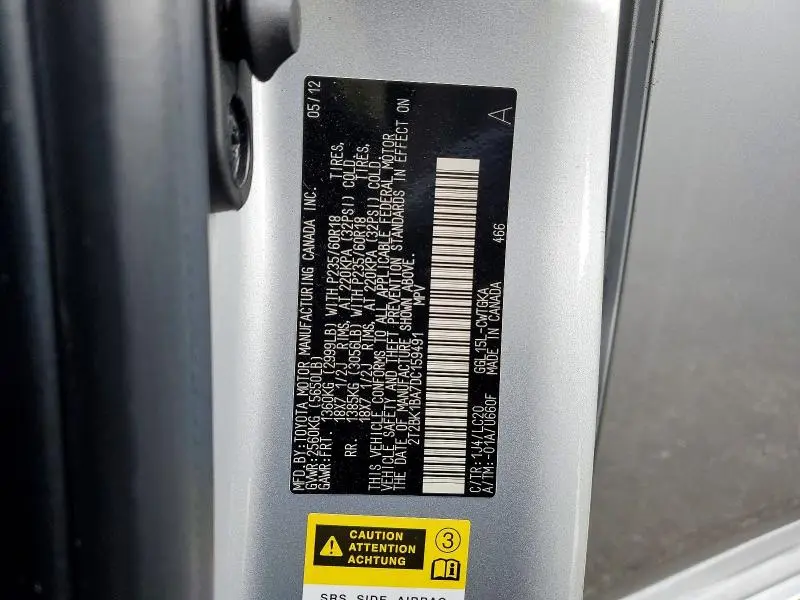 MFD.BY:TOYOTA MOTOR MANUFACTURING CANADA INC. 05/12
GVWR:2560KG(5650LB)
GAWR:FRT. 1360KG (2999LB) WITH P235/60R18 TIRES,
18X7 1/2J RIMS, AT 220KPA (32PSI) COLD.
RR. 1385KG (3056LB) WITH P235/60R18 TIRES,
18X7 1/2J RIMS, AT 220KPA (32PSI) COLD.
THIS VEHICLE CONFORMS TO ALL APPLICABLE FEDERAL MOTOR
VEHICLE SAFETY AND THEFT PREVENTION STANDARDS IN EFFECT ON
THE DATE OF MANUFACTURE SHOWN ABOVE.
2T2BK1BA7DC159491 MPV
C/TR:1J4/LC20 GGL15L-CWTGKA 466
A/TM:-01A/U660F MADE IN CANADA A
CAUTION
ATTENTION
ACHTUNG
3
SRS SIDE AIRBAG